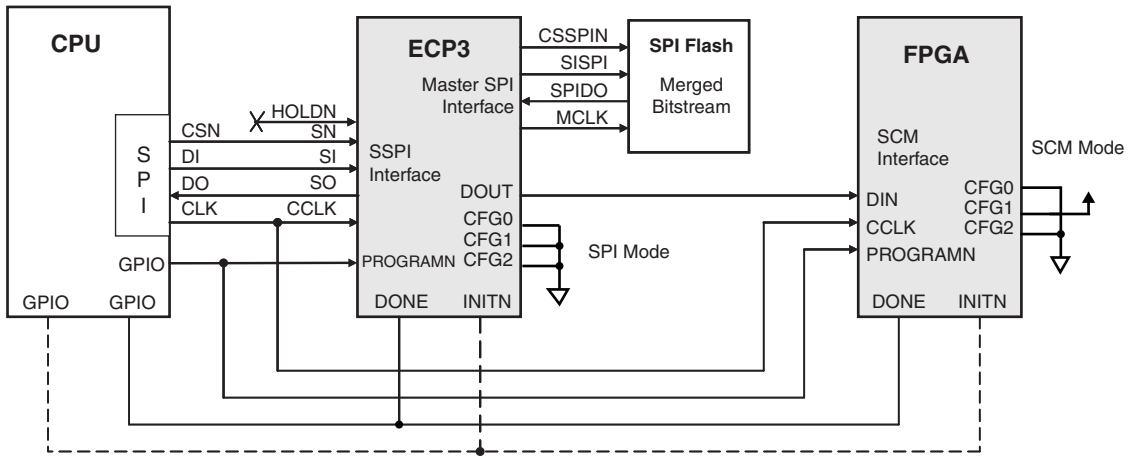 CPU
SPI
CSN
DI
DO
CLK
GPIO
GPIO
GPIO
HOLDN
SN
SI
SO
CCLK
ECP3
Master SPI
Interface
SSPI
Interface
DOUT
CFG0
CFG1
CFG2
PROGRAMN
DONE
INITN
SPI Mode
CSSPIN
SISPI
SPIDO
MCLK
SPI Flash
Merged
Bitstream
FPGA
SCM
Interface
DIN
CCLK
PROGRAMN
CFG0
CFG1
CFG2
DONE
INITN
SCM Mode